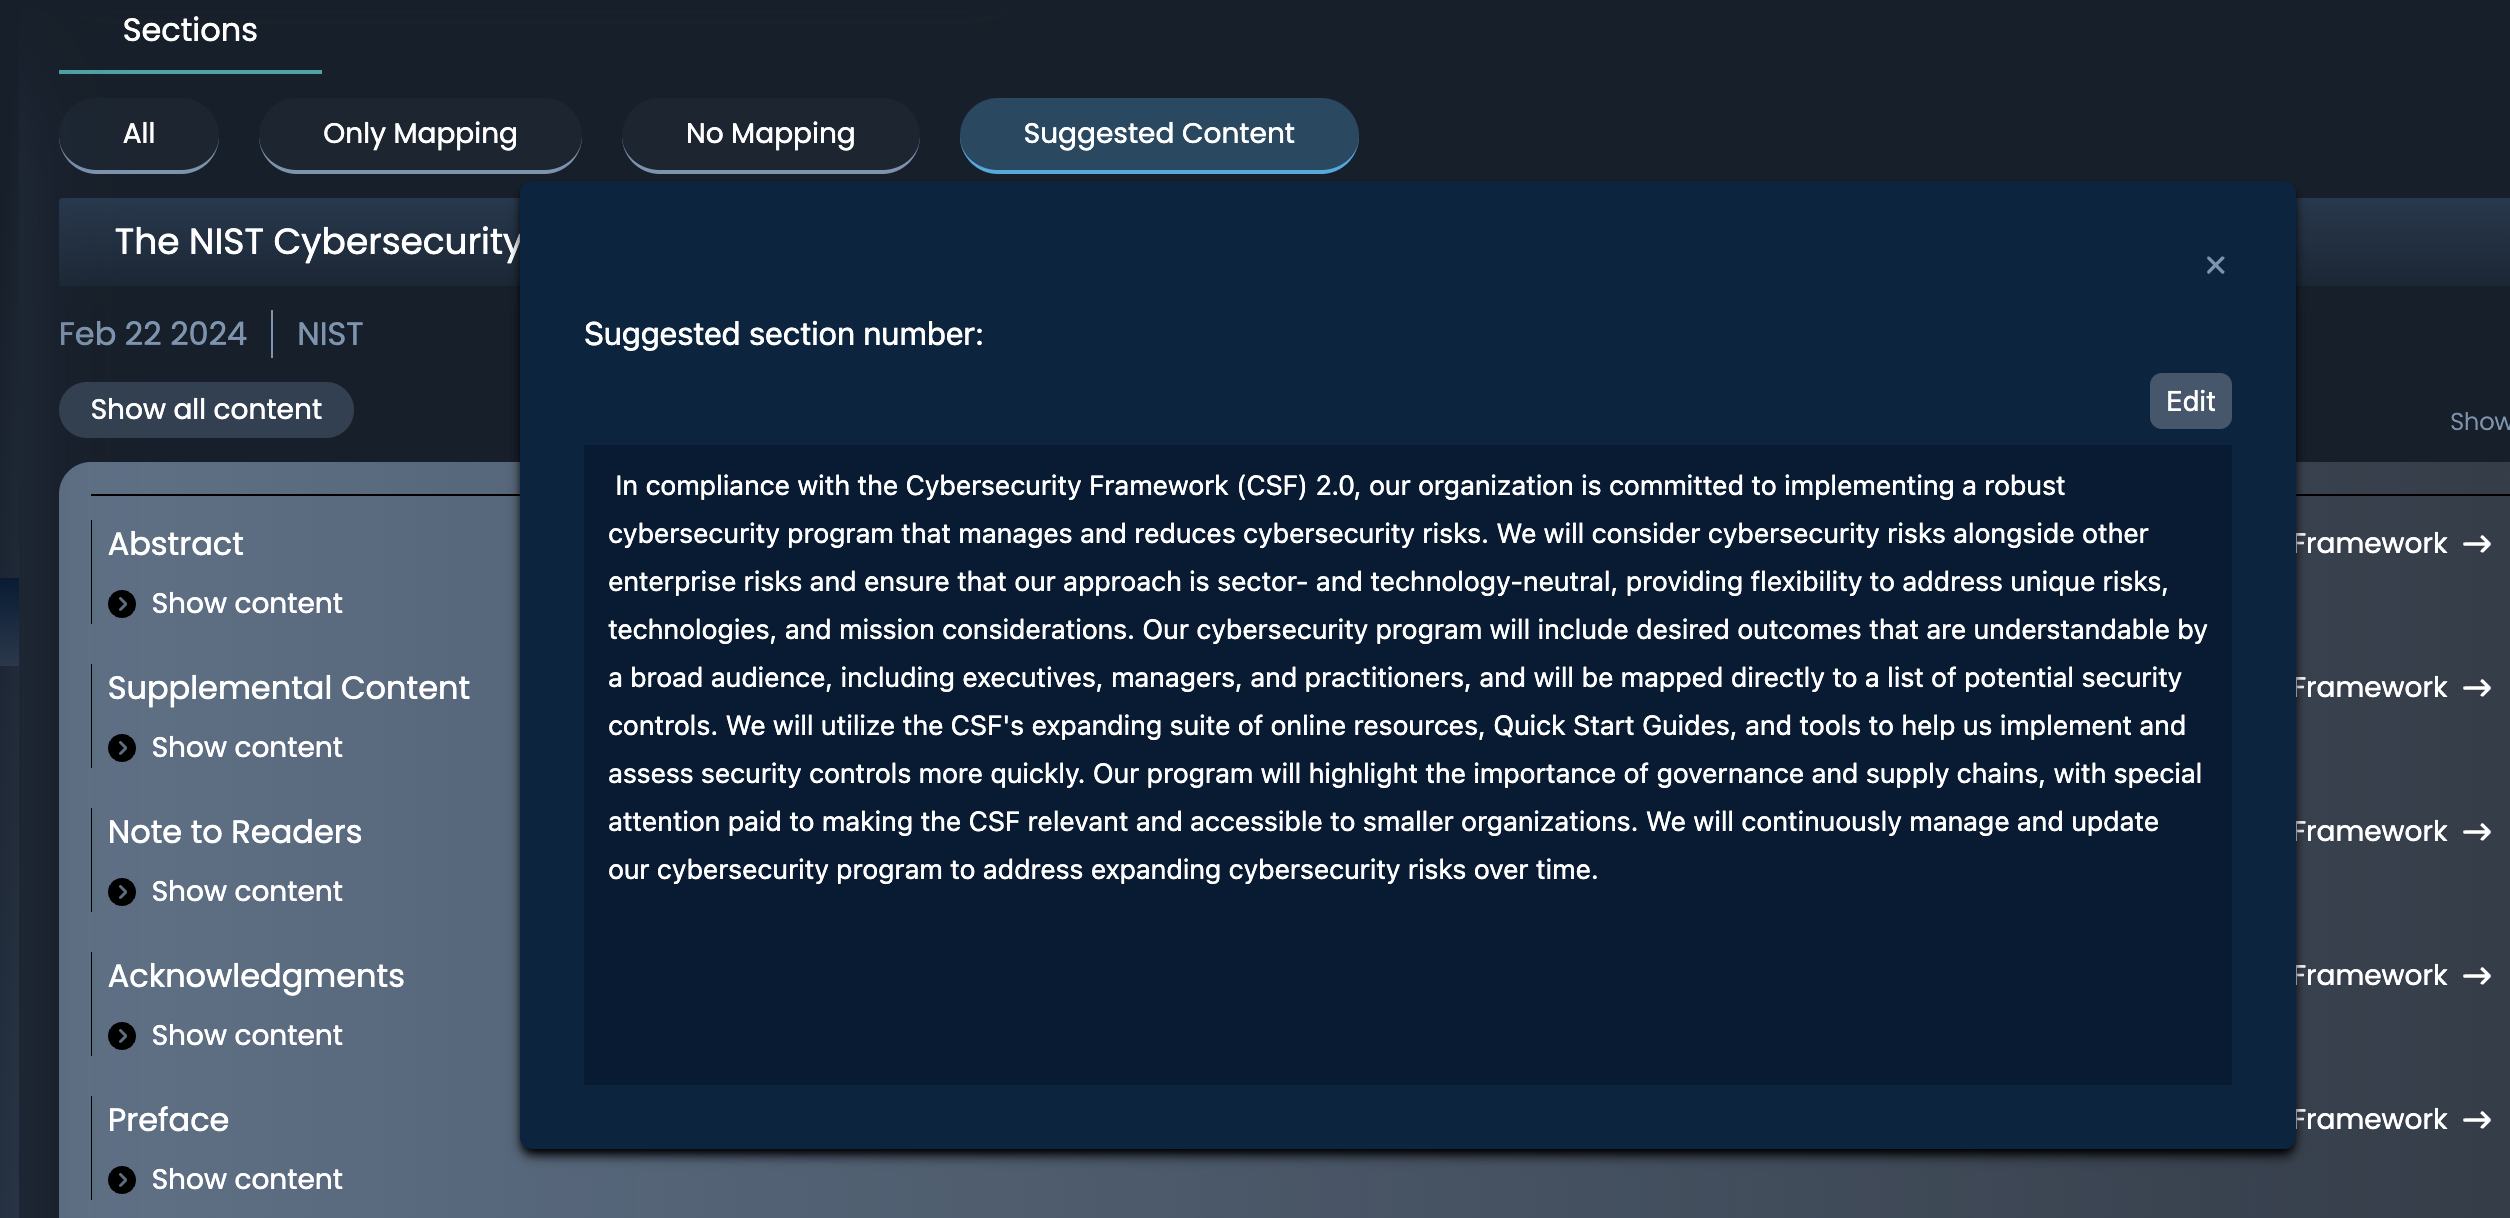 Sections
All
Only Mapping
No Mapping
Suggested Content
The NIST Cybersecurity
Feb 22 2024
NIST
Show all content
Show
Abstract
Show content
Framework
Supplemental Content
Show content
Framework
Note to Readers
Show content
Framework
Acknowledgments
Show content
Framework
Preface
Show content
Framework
Suggested section number:
Edit
In compliance with the Cybersecurity Framework (CSF) 2.0, our organization is committed to implementing a robust
cybersecurity program that manages and reduces cybersecurity risks. We will consider cybersecurity risks alongside other
enterprise risks and ensure that our approach is sector- and technology-neutral, providing flexibility to address unique risks,
technologies, and mission considerations. Our cybersecurity program will include desired outcomes that are understandable by
a broad audience, including executives, managers, and practitioners, and will be mapped directly to a list of potential security
controls. We will utilize the CSF's expanding suite of online resources, Quick Start Guides, and tools to help us implement and
assess security controls more quickly. Our program will highlight the importance of governance and supply chains, with special
attention paid to making the CSF relevant and accessible to smaller organizations. We will continuously manage and update
our cybersecurity program to address expanding cybersecurity risks over time.